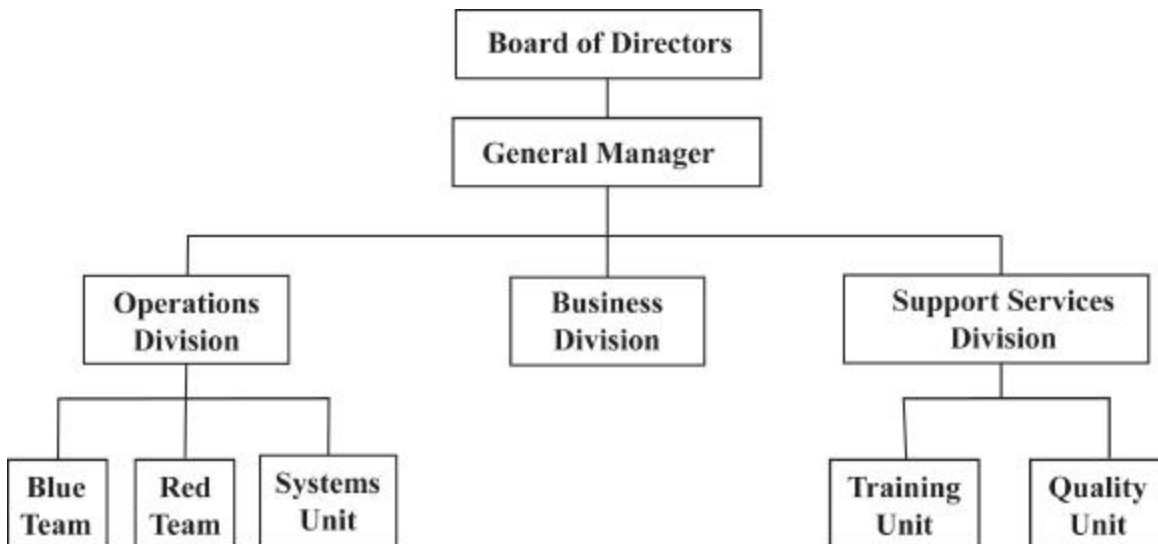 Board of Directors
General Manager
Operations
Division
Business
Division
Support Services
Division
Blue
Team
Red
Team
Systems
Unit
Training
Unit
Quality
Unit